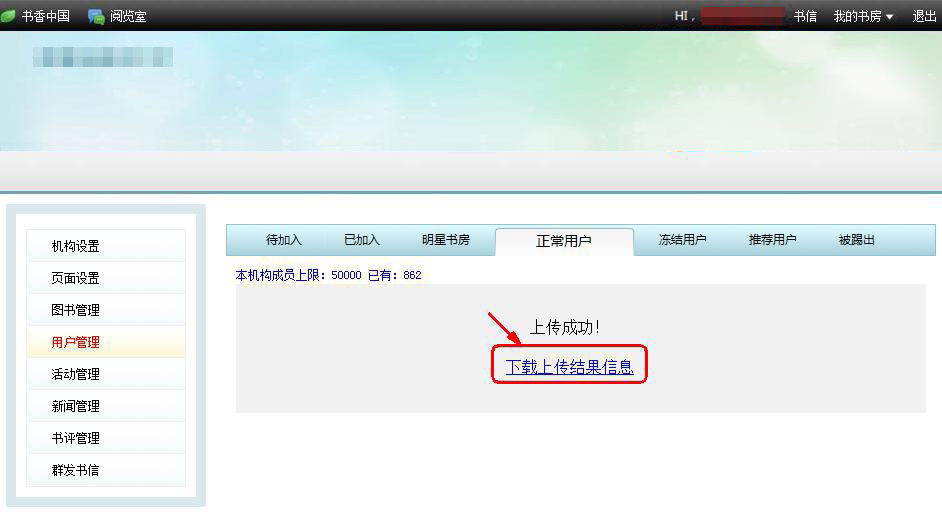 书香中国 阅览室 HI， 书信 我的书房 退出
机构设置
页面设置
图书管理
用户管理
活动管理
新闻管理
书评管理
群发书信
待加入 已加入 明星书房 正常用户 冻结用户 推荐用户 被踢出
本机构成员上限：50000 已有：862
上传成功！
下载上传结果信息